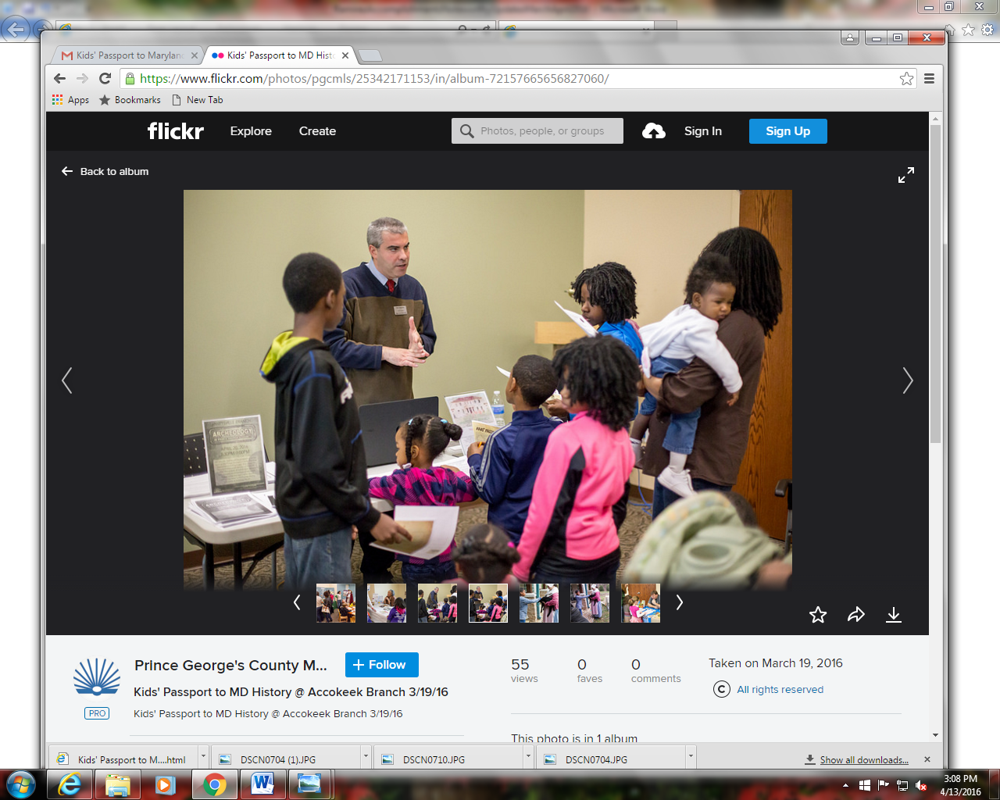 Kids' Passport to Maryland
Kids' Passport to MD Histo
https://www.flickr.com/photos/pgcmls/25342171153/in/album-72157665656827060/
Apps Bookmarks New Tab
flickr Explore Create Photos, people, or groups Sign In Sign Up
Back to album
ARCHEOLOGY
Prince George's County M... + Follow
55 0 0
views faves comments
Taken on March 19, 2016
C All rights reserved
Kids' Passport to MD History @ Accokeek Branch 3/19/16
PRO Kids' Passport to MD History @ Accokeek Branch 3/19/16
This photo is in 1 album
Kids' Passport to M....html DSCN0704 (1).JPG DSCN0710.JPG DSCN0704.JPG Show all downloads...
3:08 PM
4/13/2016